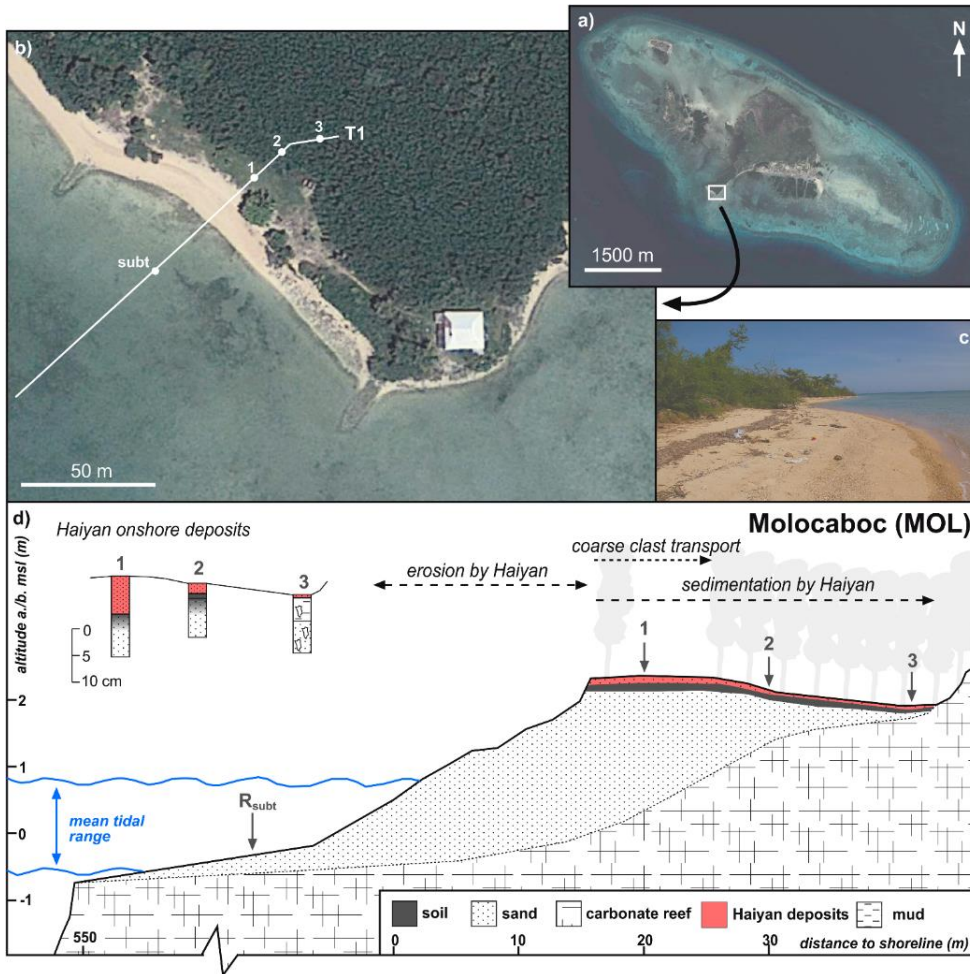 a)
N
1500 m
b)
1
2
3
T1
subt
50 m
c
d)
Haiyan onshore deposits
Molocaboc (MOL)
coarse clast transport
erosion by Haiyan
sedimentation by Haiyan
1
2
3
0
5
10 cm
altitude a./b. msl (m)
2
1
0
-1
1
2
3
Rsubt
mean tidal
range
soil
sand
carbonate reef
Haiyan deposits
mud
550
0
10
20
30
distance to shoreline (m)